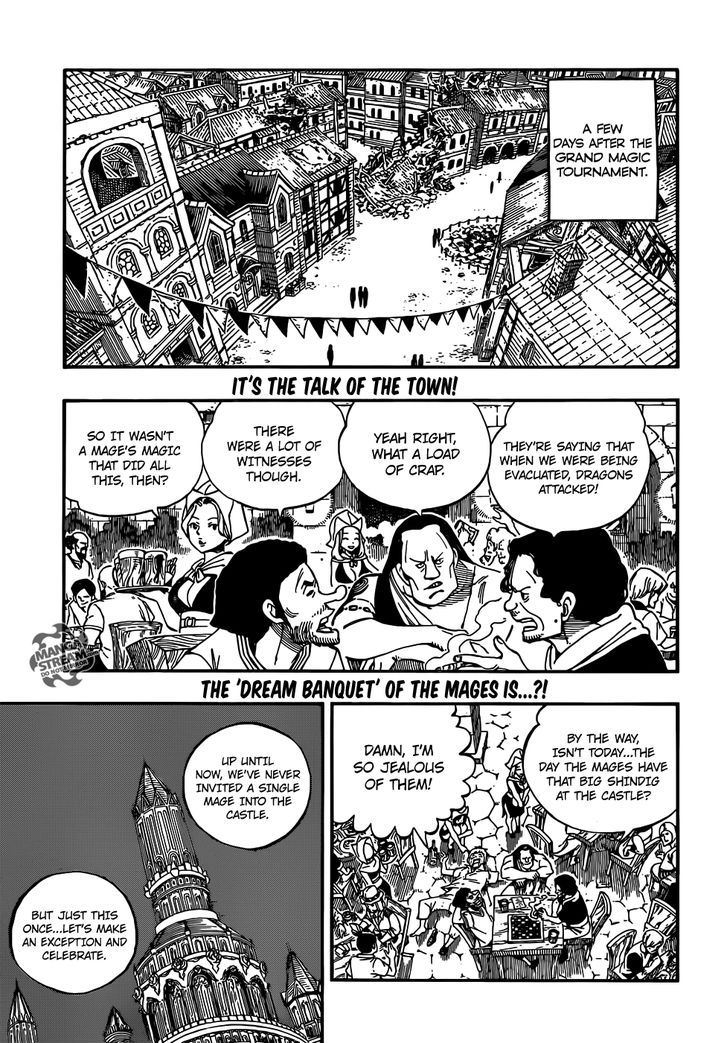 A FEW
DAYS AFTER THE
GRAND MAGIC
TOURNAMENT.
IT'S THE TALK OF THE TOWN!
THEY'RE SAYING THAT
WHEN WE WERE BEING
EVACUATED, DRAGONS
ATTACKED!
YEAH RIGHT,
WHAT A LOAD
OF CRAP.
THERE
WERE A LOT OF
WITNESSES
THOUGH.
SO IT WASN'T
A MAGE'S MAGIC
THAT DID ALL
THIS, THEN?
MANGA
STREAM
THE 'DREAM BANQUET' OF THE MAGES IS...?!
BY THE WAY,
ISN'T TODAY...THE
DAY THE MAGES HAVE
THAT BIG SHINDIG
AT THE CASTLE?
DAMN, I'M
SO JEALOUS
OF THEM!
UP UNTIL
NOW, WE'VE NEVER
INVITED A SINGLE
MAGE INTO THE
CASTLE.
BUT JUST THIS
ONCE...LET'S MAKE
AN EXCEPTION AND
CELEBRATE.